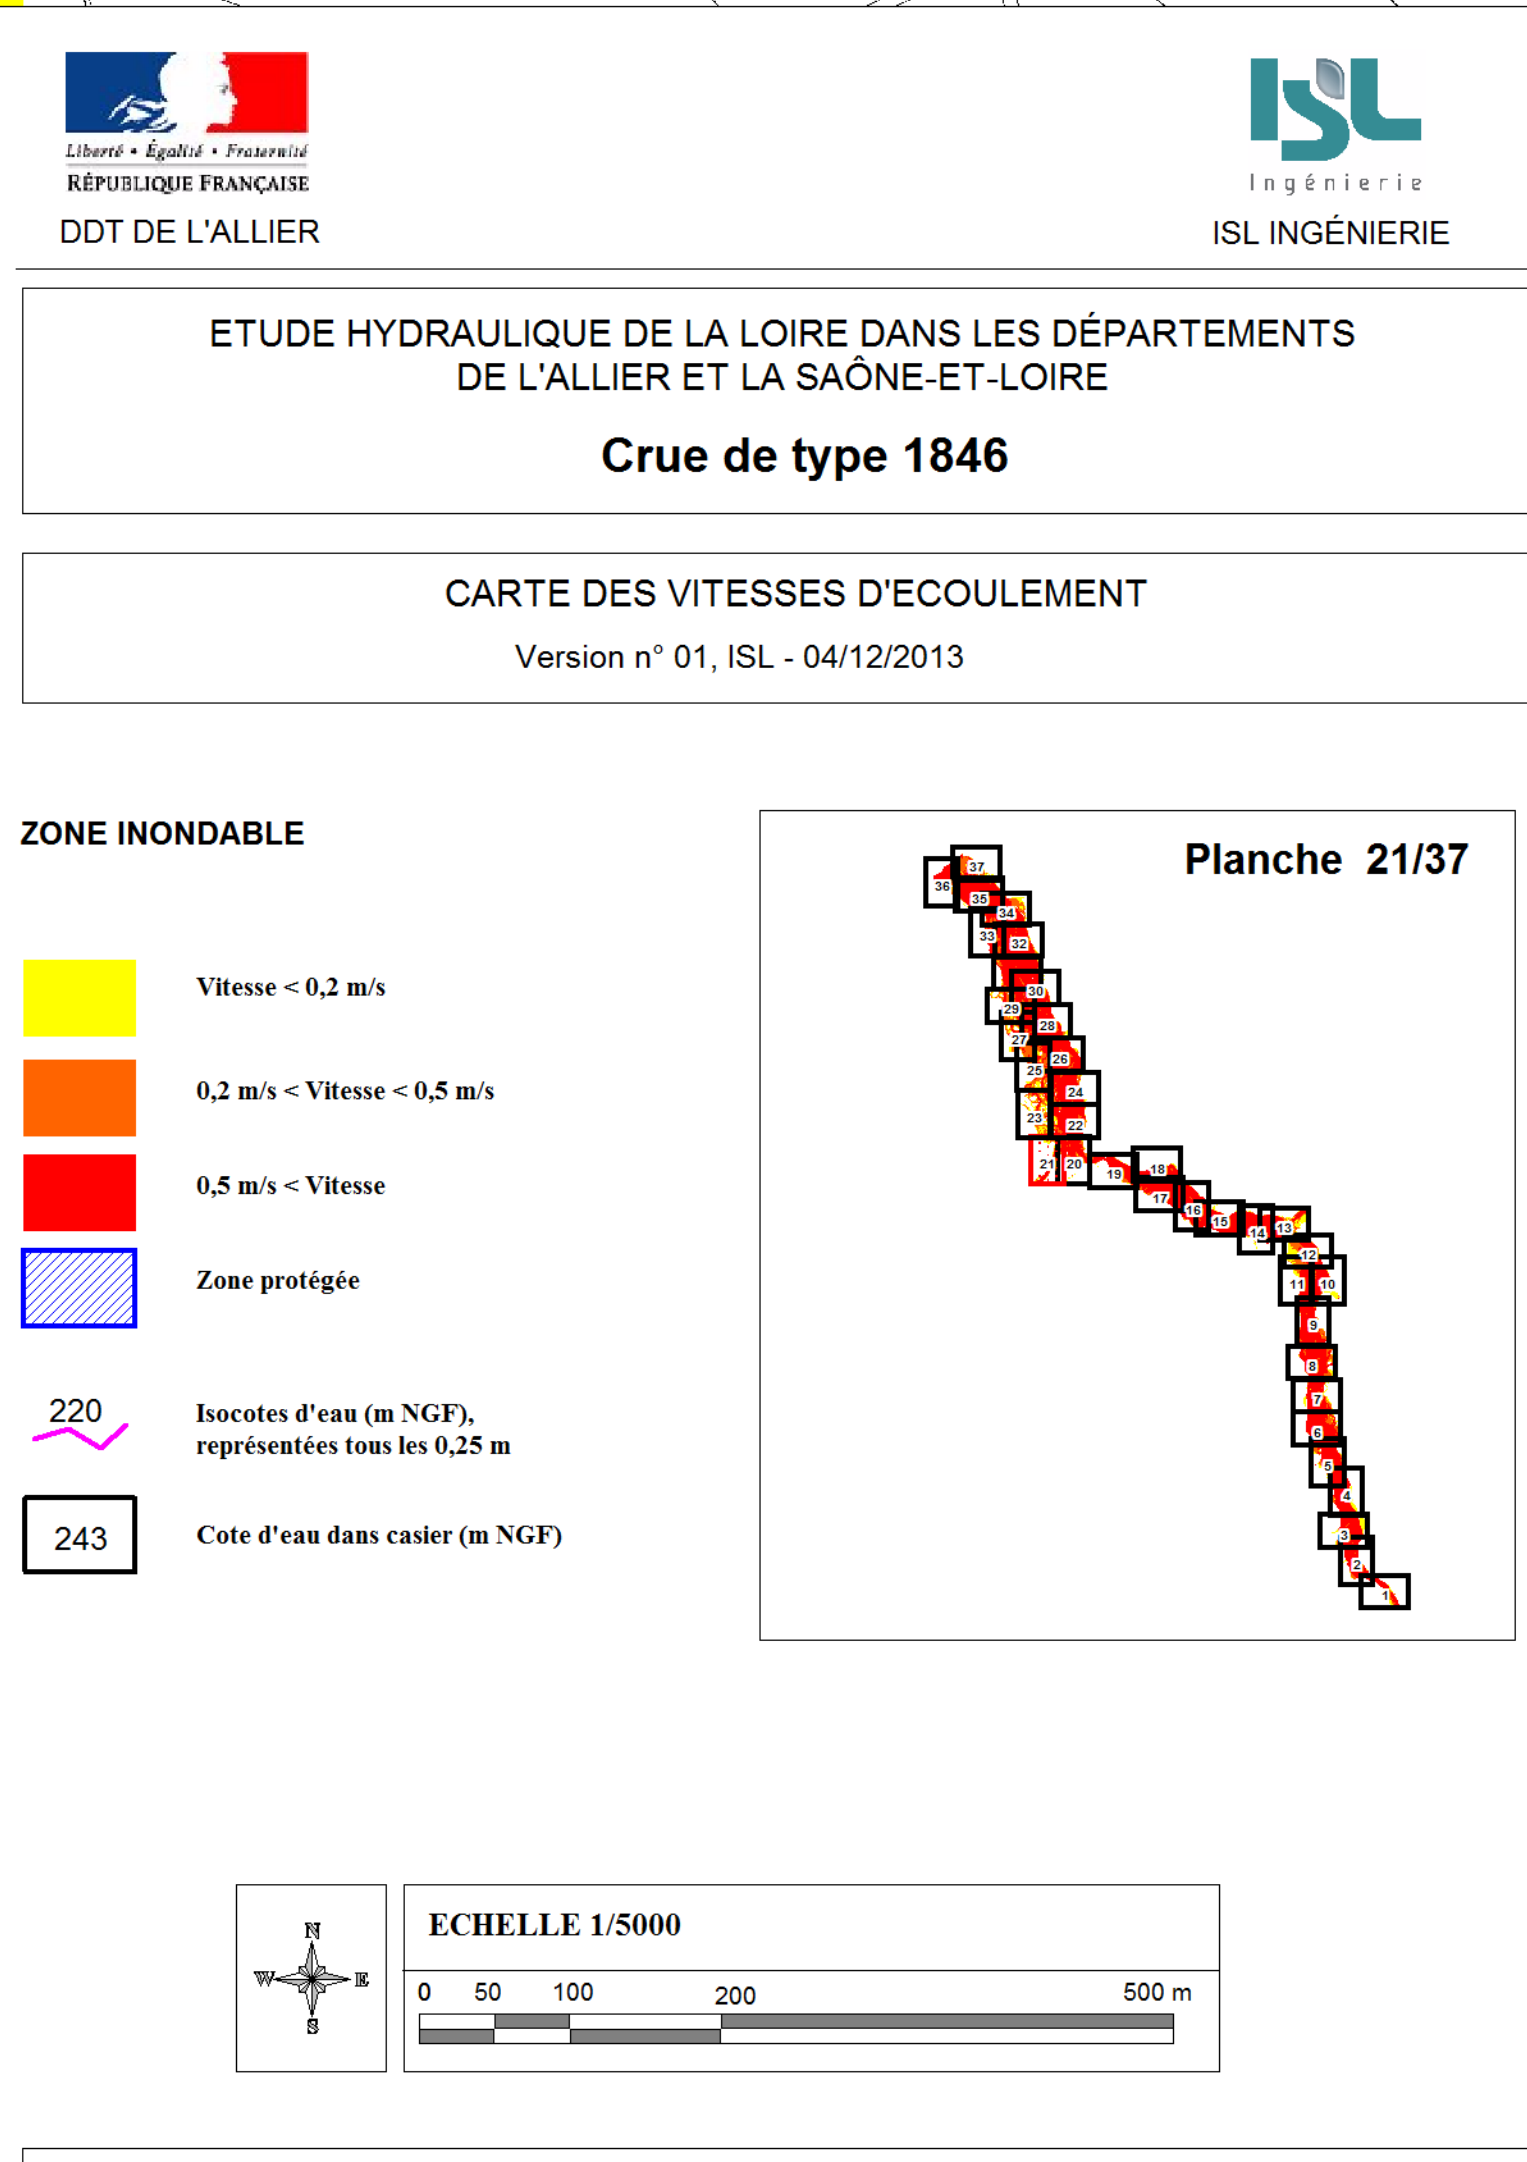 Liberté • Égalité • Fraternité
RÉPUBLIQUE FRANÇAISE
DDT DE L'ALLIER
ISL
Ingénierie
ISL INGÉNIERIE
ETUDE HYDRAULIQUE DE LA LOIRE DANS LES DÉPARTEMENTS
DE L'ALLIER ET LA SAÔNE-ET-LOIRE
Crue de type 1846
CARTE DES VITESSES D'ECOULEMENT
Version n° 01, ISL - 04/12/2013
ZONE INONDABLE
Vitesse < 0,2 m/s
0,2 m/s < Vitesse < 0,5 m/s
0,5 m/s < Vitesse
Zone protégée
220
Isocotes d'eau (m NGF),
représentées tous les 0,25 m
243
Cote d'eau dans casier (m NGF)
Planche 21/37
37
36
35
34
33
32
30
29
28
27
26
25
24
23
22
21
20
19
18
17
16
15
14
13
12
11
10
9
8
7
6
5
4
3
2
1
N
W
E
S
ECHELLE 1/5000
0 50 100 200 500 m